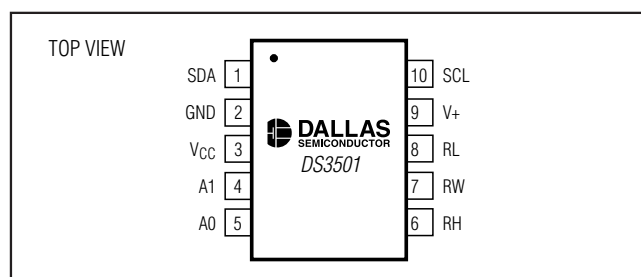 TOP VIEW
SDA 1
GND 2
VCC 3
A1 4
A0 5
DALLAS
SEMICONDUCTOR
DS3501
10 SCL
9 V+
8 RL
7 RW
6 RH